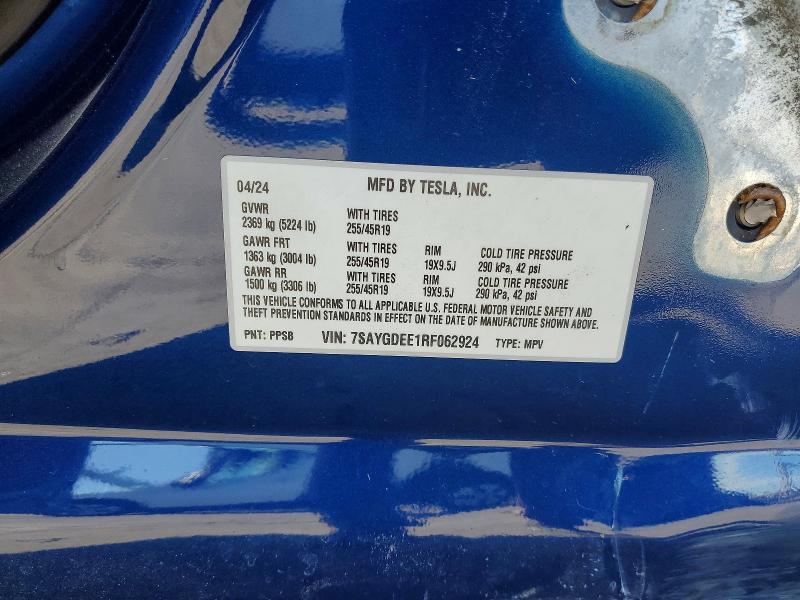 04/24 MFD BY TESLA, INC.
GVWR WITH TIRES
2369 kg (5224 lb) 255/45R19
GAWR FRT WITH TIRES RIM COLD TIRE PRESSURE
1363 kg (3004 lb) 255/45R19 19X9.5J 290 kPa, 42 psi
GAWR RR WITH TIRES RIM COLD TIRE PRESSURE
1500 kg (3306 lb) 255/45R19 19X9.5J 290 kPa, 42 psi
THIS VEHICLE CONFORMS TO ALL APPLICABLE U.S. FEDERAL MOTOR VEHICLE SAFETY AND
THEFT PREVENTION STANDARDS IN EFFECT ON THE DATE OF MANUFACTURE SHOWN ABOVE.
PNT: PPSB VIN: 7SAYGDEE1RF062924 TYPE: MPV